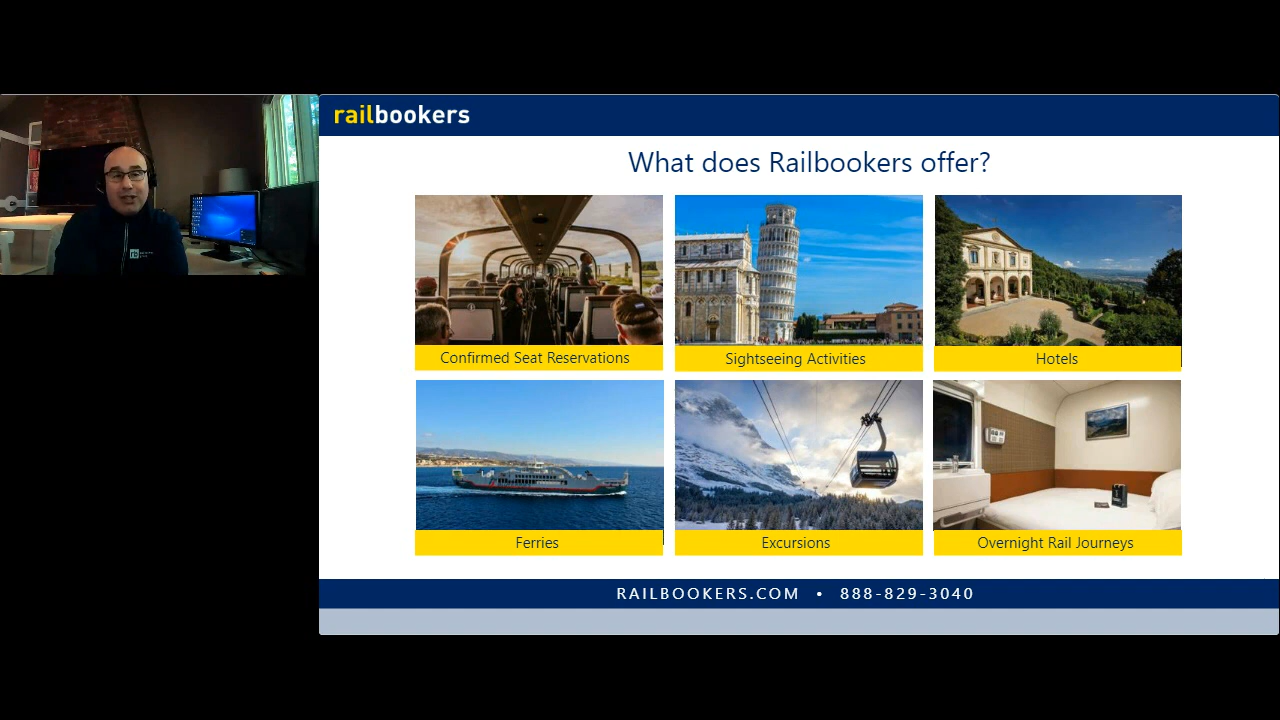 railbookers
What does Railbookers offer?
Confirmed Seat Reservations
Sightseeing Activities
Hotels
Ferries
Excursions
Overnight Rail Journeys
RAILBOOKERS.COM • 888-829-3040
rb